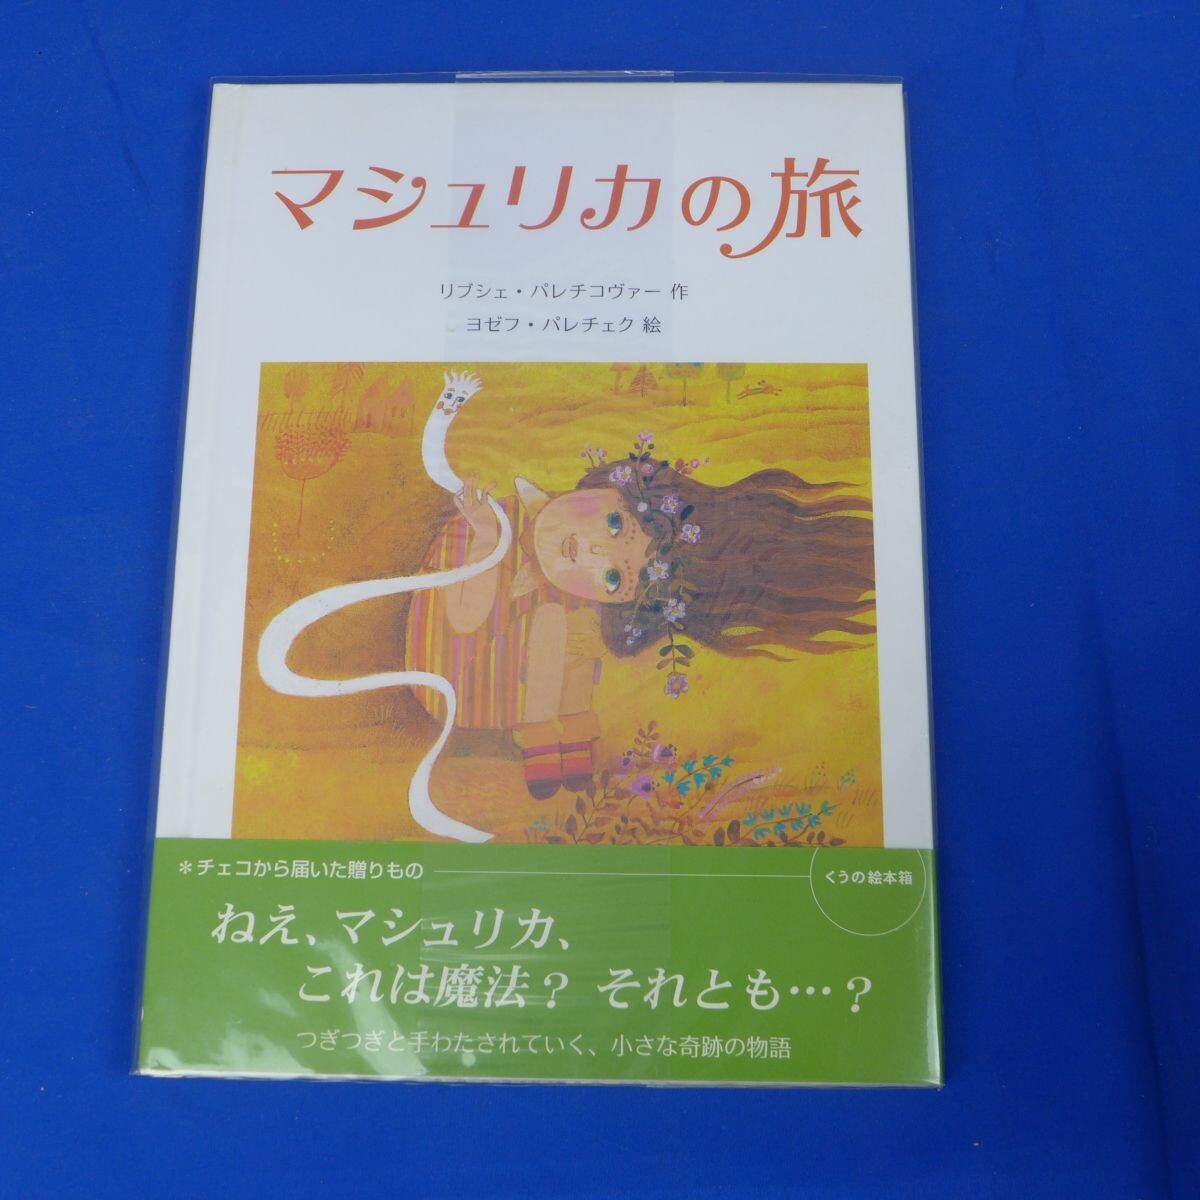 マシュリカの旅
リブシェ・パレチコヴァー 作
ヨゼフ・パレチェク 絵
＊チェコから届いた贈りもの
くうの絵本箱
ねえ、マシュリカ、
これは魔法? それとも…?
つぎつぎと手わたされていく、小さな奇跡の物語